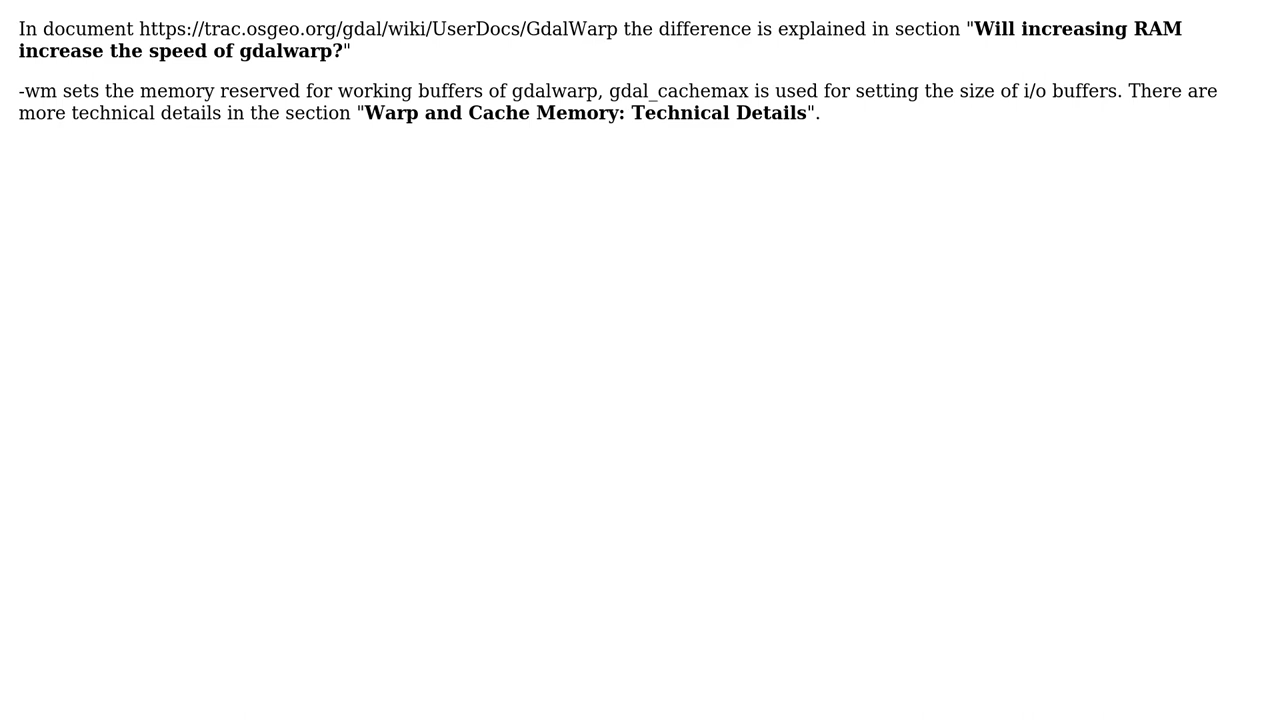 In document https://trac.osgeo.org/gdal/wiki/UserDocs/GdalWarp the difference is explained in section "Will increasing RAM
increase the speed of gdalwarp?"
-wm sets the memory reserved for working buffers of gdalwarp, gdal_cachemax is used for setting the size of i/o buffers. There are
more technical details in the section "Warp and Cache Memory: Technical Details".